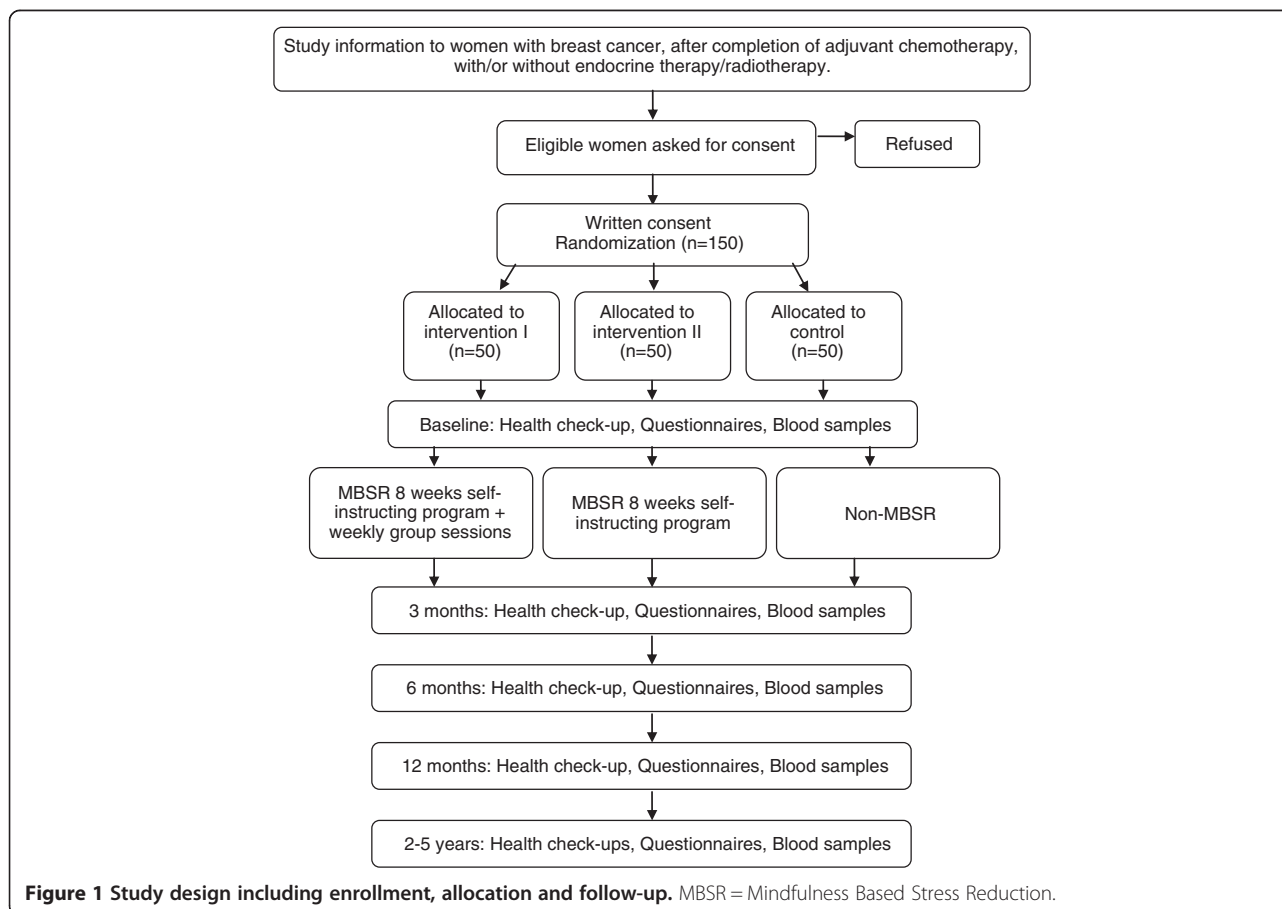 Study information to women with breast cancer, after completion of adjuvant chemotherapy,
with/or without endocrine therapy/radiotherapy.
Eligible women asked for consent
Refused
Written consent
Randomization (n=150)
Allocated to
intervention I
(n=50)
Allocated to
intervention II
(n=50)
Allocated to
control
(n=50)
Baseline: Health check-up, Questionnaires, Blood samples
MBSR 8 weeks self-
instructing program +
weekly group sessions
MBSR 8 weeks self-
instructing program
Non-MBSR
3 months: Health check-up, Questionnaires, Blood samples
6 months: Health check-up, Questionnaires, Blood samples
12 months: Health check-up, Questionnaires, Blood samples
2-5 years: Health check-ups, Questionnaires, Blood samples
Figure 1 Study design including enrollment, allocation and follow-up. MBSR = Mindfulness Based Stress Reduction.